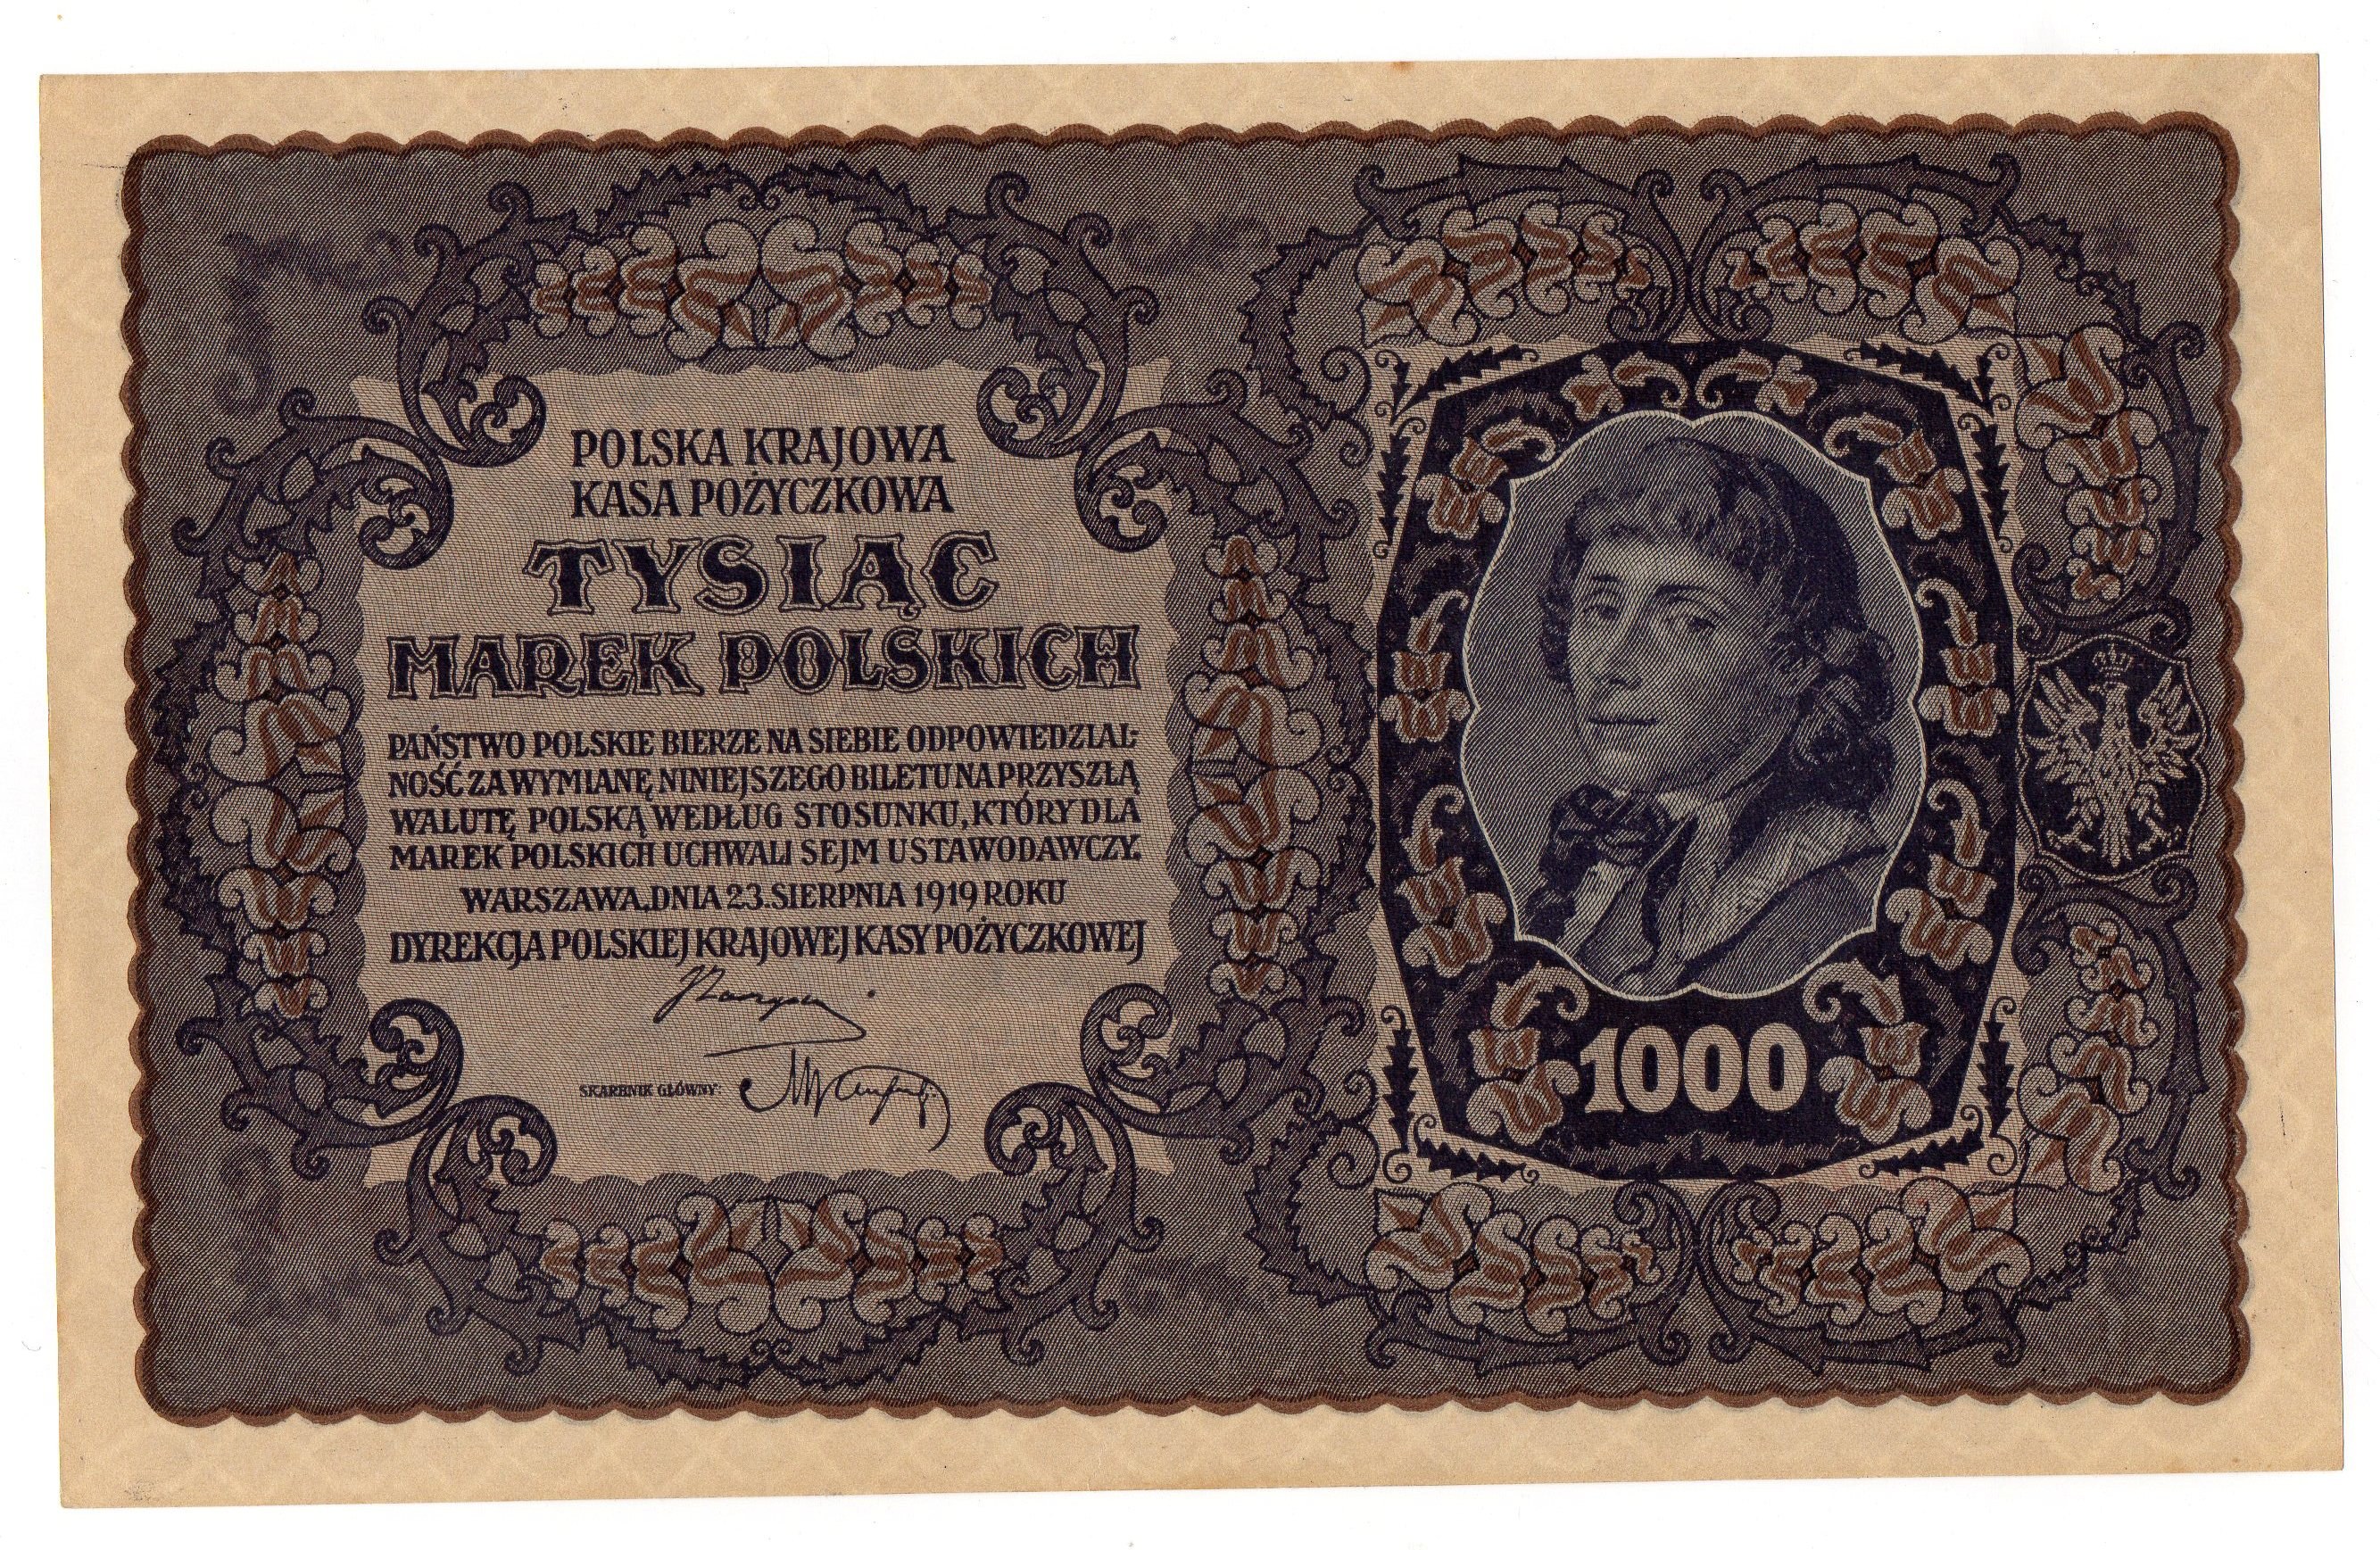 POLSKA KRAJOWA
KASA POŻYCZKOWA
TYSIĄC
MAREK POLSKICH
PAŃSTWO POLSKIE BIERZE NA SIEBIE ODPOWIEDZIAL-
NOŚĆ ZA WYMIANĘ NINIEJSZEGO BILETU NA PRZYSZŁĄ
WALUTĘ POLSKĄ WEDŁUG STOSUNKU, KTÓRY DLA
MAREK POLSKICH UCHWALI SEJM USTAWODAWCZY.
WARSZAWA, DNIA 23. SIERPNIA 1919 ROKU
DYREKCJA POLSKIEJ KRAJOWEJ KASY POŻYCZKOWEJ
SKARBNIK GŁÓWNY:
1000